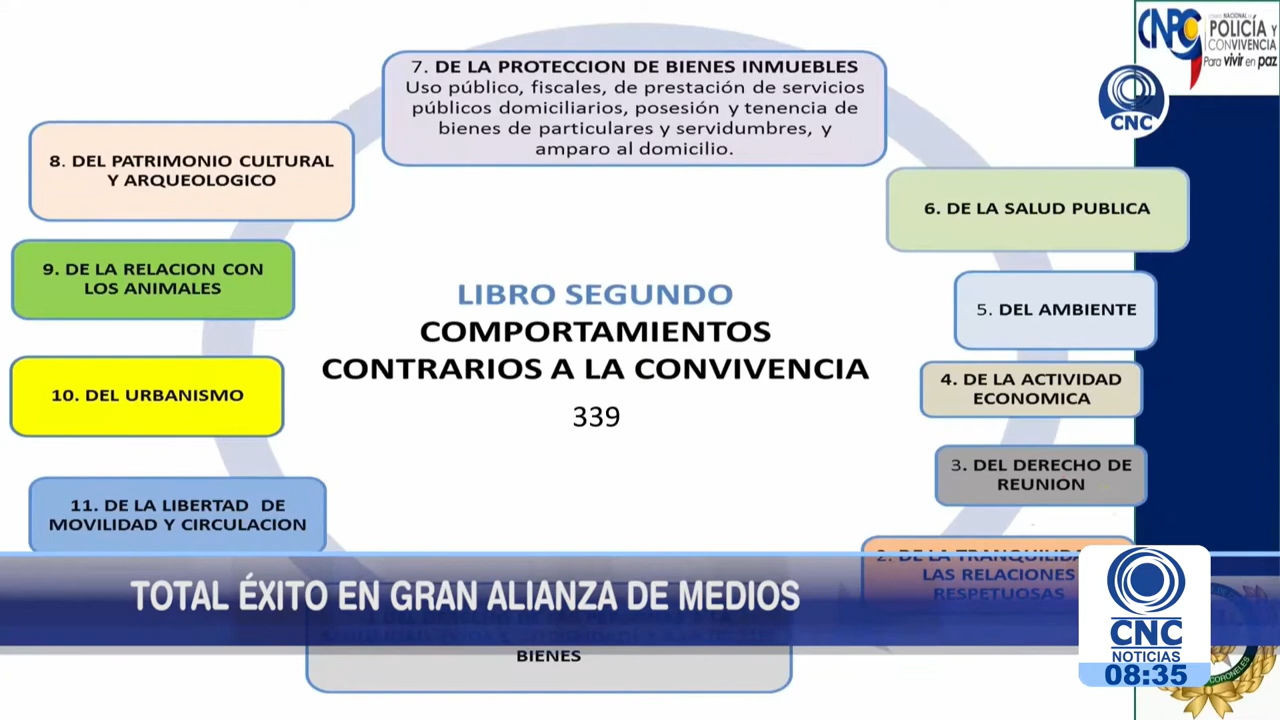 7. DE LA PROTECCION DE BIENES INMUEBLES
Uso público, fiscales, de prestación de servicios
públicos domiciliarios, posesión y tenencia de
bienes de particulares y servidumbres, y
amparo al domicilio.
CNPC
NACIONAL
POLICÍA Y
CONVIVENCIA
Para vivir en paz
CNC
8. DEL PATRIMONIO CULTURAL
Y ARQUEOLOGICO
6. DE LA SALUD PUBLICA
9. DE LA RELACION CON
LOS ANIMALES
5. DEL AMBIENTE
LIBRO SEGUNDO
COMPORTAMIENTOS
CONTRARIOS A LA CONVIVENCIA
339
10. DEL URBANISMO
4. DE LA ACTIVIDAD
ECONOMICA
3. DEL DERECHO DE
REUNION
11. DE LA LIBERTAD DE
MOVILIDAD Y CIRCULACION
2. DE LA
LAS RELACIONES
RESPETUOSAS
TOTAL ÉXITO EN GRAN ALIANZA DE MEDIOS
BIENES
CNC
NOTICIAS
08:35
CORONELES